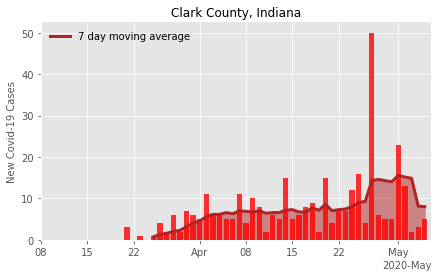 Clark County, Indiana
7 day moving average
New Covid-19 Cases
50
40
30
20
10
0
08 15 22 Apr 08 15 22 May
2020-May